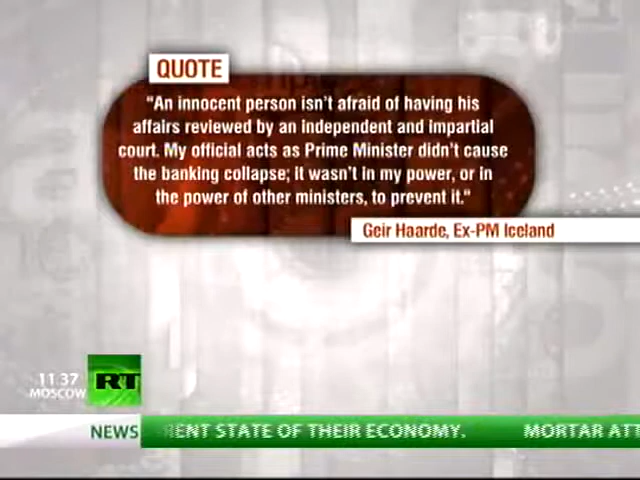 QUOTE
"An innocent person isn't afraid of having his
affairs reviewed by an independent and impartial
court. My official acts as Prime Minister didn't cause
the banking collapse; it wasn't in my power, or in
the power of other ministers, to prevent it."
Geir Haarde, Ex-PM Iceland
11.37
MOSCOW
RT
NEWS
RENT STATE OF THEIR ECONOMY.
MORTAR ATT